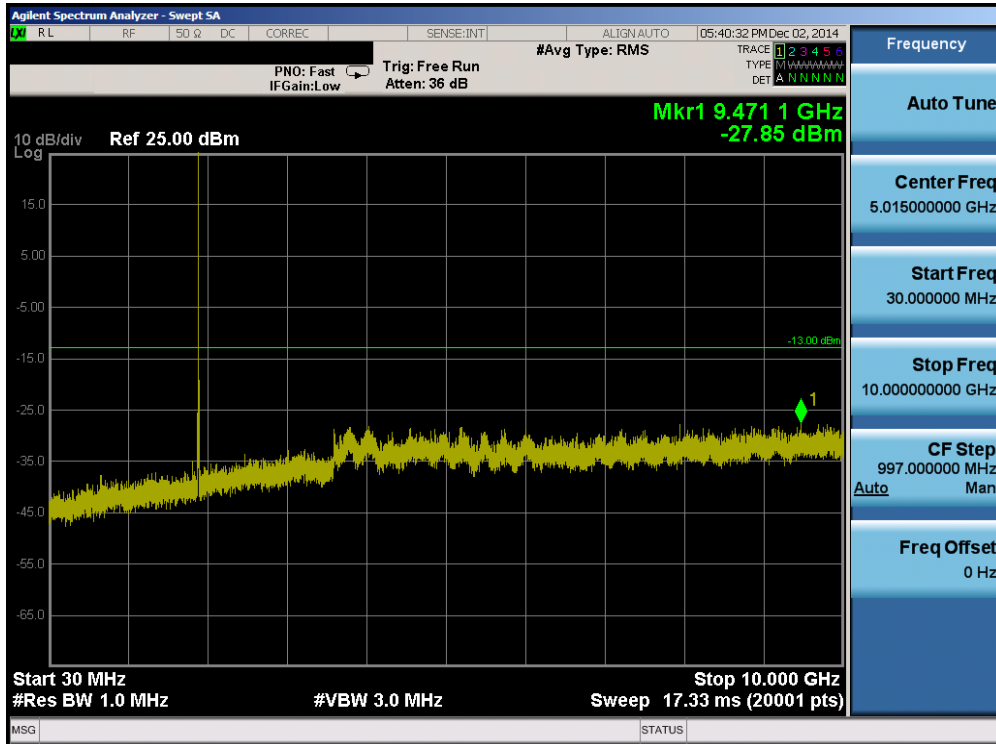 Agilent Spectrum Analyzer - Swept SA
LXI RL RF 50 Ω DC CORREC SENSE:INT ALIGN AUTO 05:40:32 PM Dec 02, 2014
#Avg Type: RMS
TRACE 1 2 3 4 5 6
PNO: Fast
IFGain:Low
Trig: Free Run
Atten: 36 dB
TYPE M
DET A N N N N N
Mkr1 9.471 1 GHz
-27.85 dBm
10 dB/div
Log
Ref 25.00 dBm
15.0
5.00
-5.00
-13.00 dBm
-15.0
-25.0
1
-35.0
-45.0
-55.0
-65.0
Start 30 MHz
Stop 10.000 GHz
#Res BW 1.0 MHz
#VBW 3.0 MHz
Sweep 17.33 ms (20001 pts)
MSG
STATUS
Frequency
Auto Tune
Center Freq
5.015000000 GHz
Start Freq
30.000000 MHz
Stop Freq
10.000000000 GHz
CF Step
997.000000 MHz
Auto Man
Freq Offset
0 Hz